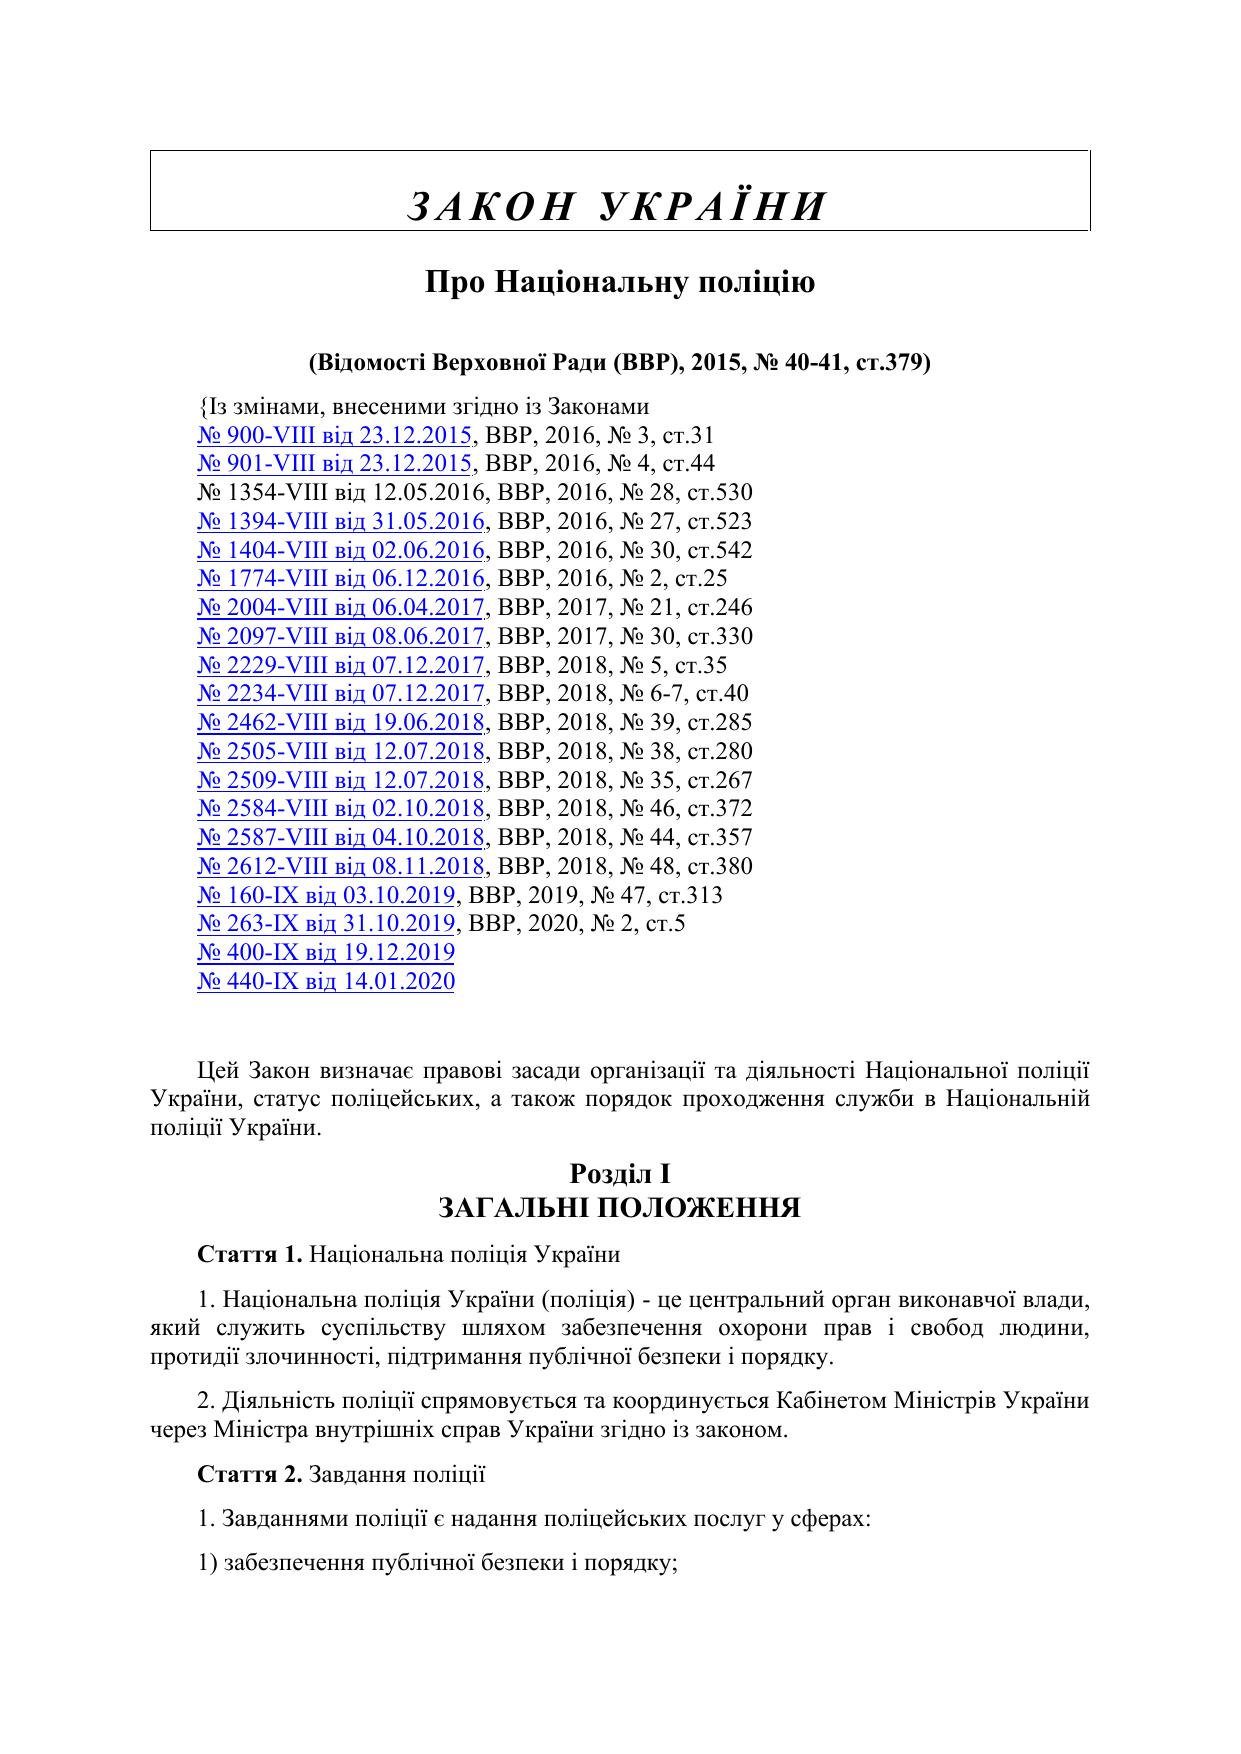 ЗАКОН УКРАЇНИ
Про Національну поліцію
(Відомості Верховної Ради (ВВР), 2015, № 40-41, ст.379)
{Із змінами, внесеними згідно із Законами
№ 900-VIII від 23.12.2015, ВВР, 2016, № 3, ст.31
№ 901-VIII від 23.12.2015, ВВР, 2016, № 4, ст.44
№ 1354-VIII від 12.05.2016, ВВР, 2016, № 28, ст.530
№ 1394-VIII від 31.05.2016, ВВР, 2016, № 27, ст.523
№ 1404-VIII від 02.06.2016, ВВР, 2016, № 30, ст.542
№ 1774-VIII від 06.12.2016, ВВР, 2016, № 2, ст.25
№ 2004-VIII від 06.04.2017, ВВР, 2017, № 21, ст.246
№ 2097-VIII від 08.06.2017, ВВР, 2017, № 30, ст.330
№ 2229-VIII від 07.12.2017, ВВР, 2018, № 5, ст.35
№ 2234-VIII від 07.12.2017, ВВР, 2018, № 6-7, ст.40
№ 2462-VIII від 19.06.2018, ВВР, 2018, № 39, ст.285
№ 2505-VIII від 12.07.2018, ВВР, 2018, № 38, ст.280
№ 2509-VIII від 12.07.2018, ВВР, 2018, № 35, ст.267
№ 2584-VIII від 02.10.2018, ВВР, 2018, № 46, ст.372
№ 2587-VIII від 04.10.2018, ВВР, 2018, № 44, ст.357
№ 2612-VIII від 08.11.2018, ВВР, 2018, № 48, ст.380
№ 160-IX від 03.10.2019, ВВР, 2019, № 47, ст.313
№ 263-IX від 31.10.2019, ВВР, 2020, № 2, ст.5
№ 400-IX від 19.12.2019
№ 440-IX від 14.01.2020
Цей Закон визначає правові засади організації та діяльності Національної поліції
України, статус поліцейських, а також порядок проходження служби в Національній
поліції України.
Розділ I
ЗАГАЛЬНІ ПОЛОЖЕННЯ
Стаття 1. Національна поліція України
1. Національна поліція України (поліція) - це центральний орган виконавчої влади,
який служить суспільству шляхом забезпечення охорони прав і свобод людини,
протидії злочинності, підтримання публічної безпеки і порядку.
2. Діяльність поліції спрямовується та координується Кабінетом Міністрів України
через Міністра внутрішніх справ України згідно із законом.
Стаття 2. Завдання поліції
1. Завданнями поліції є надання поліцейських послуг у сферах:
1) забезпечення публічної безпеки і порядку;